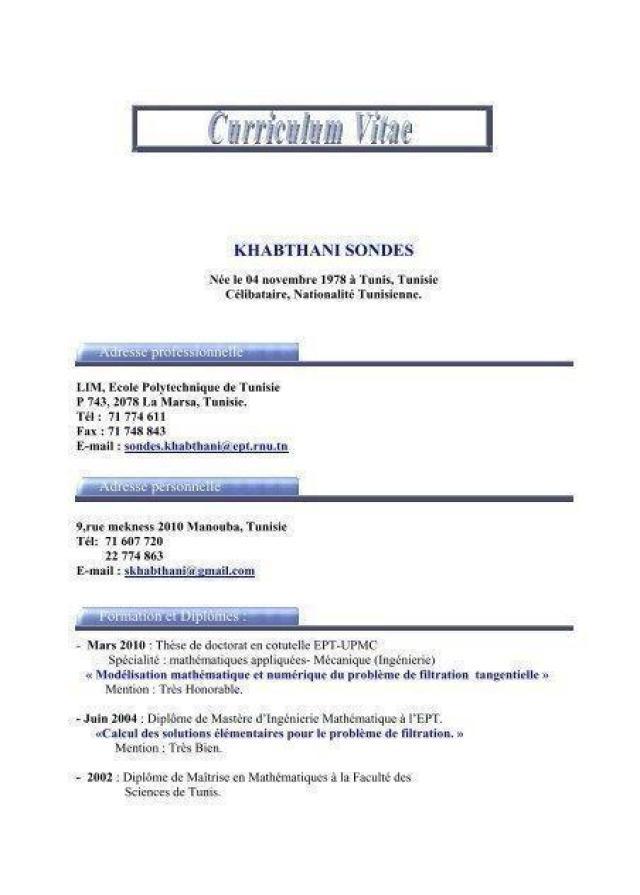 Curriculum Vitae
KHABTHANI SONDES
Née le 04 novembre 1978 à Tunis, Tunisie
Célibataire, Nationalité Tunisienne.
Adresse professionnelle
LIM, Ecole Polytechnique de Tunisie
P 743, 2078 La Marsa, Tunisie.
Tél : 71 774 611
Fax : 71 748 843
E-mail : sondes.khabthani@ept.rnu.tn
Adresse personnelle
9,rue mekness 2010 Manouba, Tunisie
Tél: 71 607 720
22 774 863
E-mail : skhabthani@gmail.com
Formation et Diplômes :
- Mars 2010 : Thèse de doctorat en cotutelle EPT-UPMC
Spécialité : mathématiques appliquées- Mécanique (Ingénierie)
« Modélisation mathématique et numérique du problème de filtration tangentielle »
Mention : Très Honorable.
- Juin 2004 : Diplôme de Mastère d'Ingénierie Mathématique à l'EPT.
«Calcul des solutions élémentaires pour le problème de filtration. »
Mention : Très Bien.
- 2002 : Diplôme de Maîtrise en Mathématiques à la Faculté des
Sciences de Tunis.